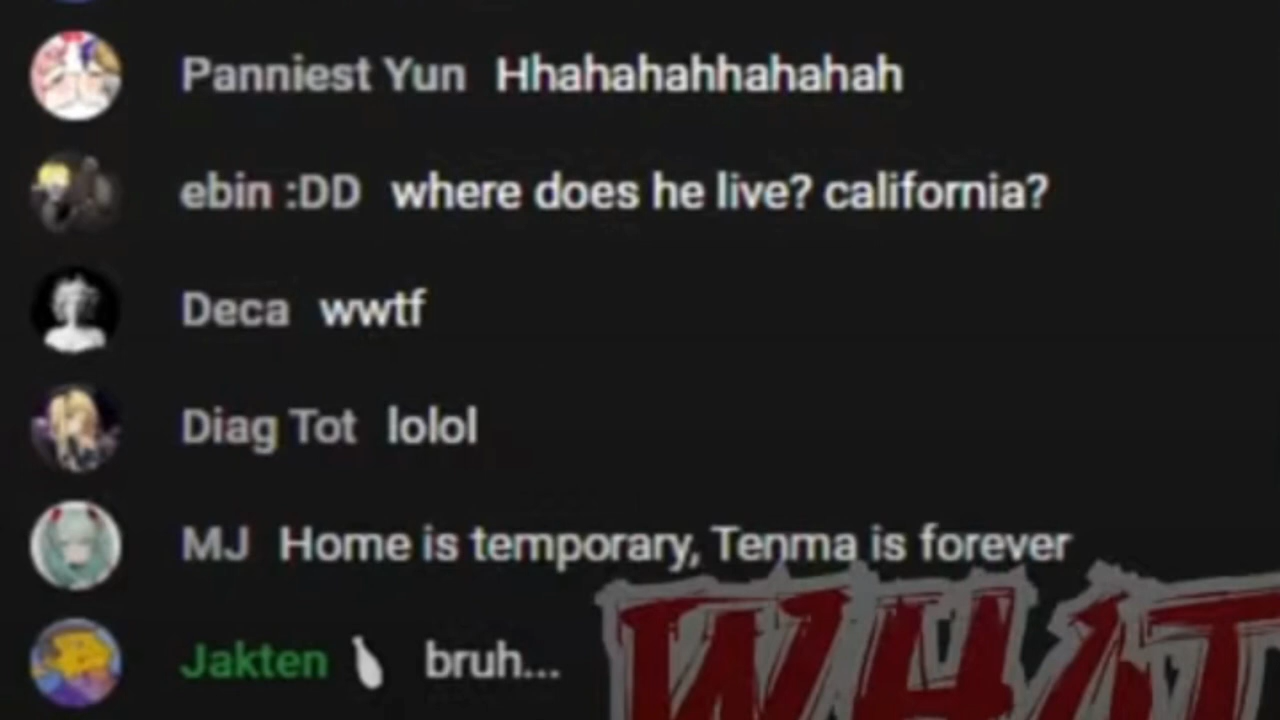 Panniest Yun Hhahahahhahahah
ebin :DD where does he live? california?
Deca wwtf
Diag Tot lolol
MJ Home is temporary, Tenma is forever
Jakten bruh...
WHAT